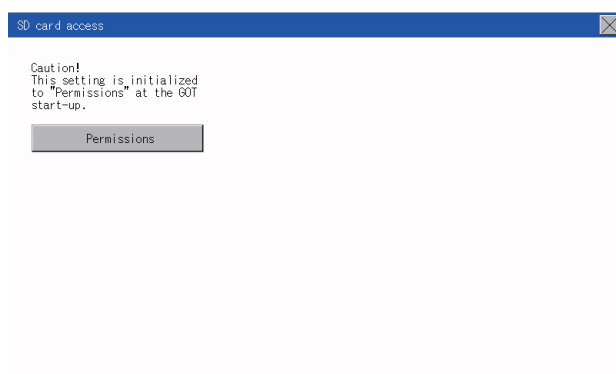 SD card access
Caution!
This setting is initialized
to "Permissions" at the GOT
start-up.
Permissions